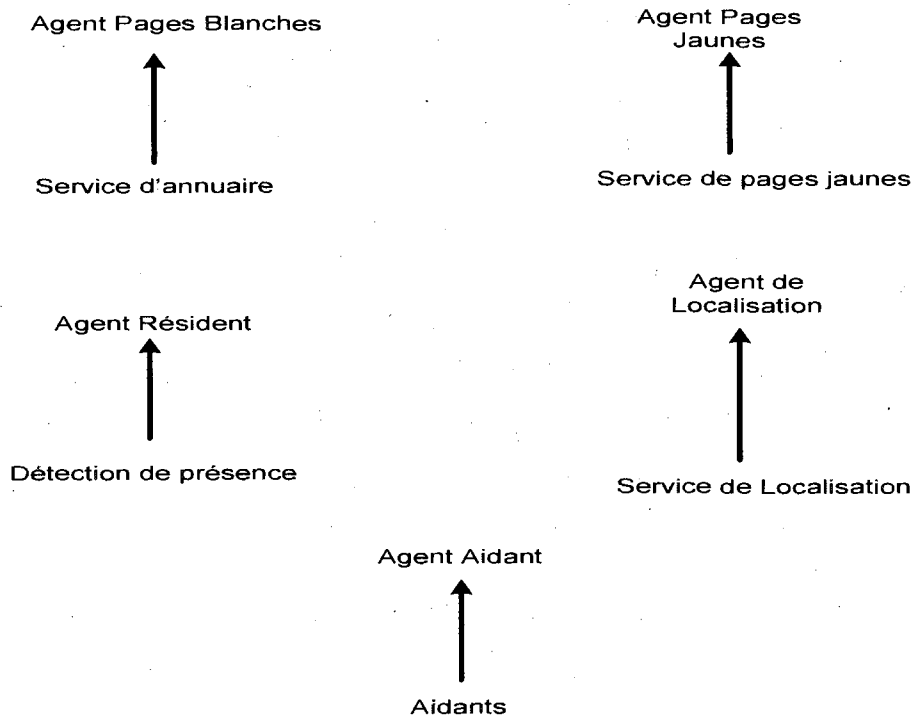 Agent Pages Blanches
Agent Pages
Jaunes
Service d'annuaire
Service de pages jaunes
Agent Résident
Agent de
Localisation
Détection de présence
Service de Localisation
Agent Aidant
Aidants